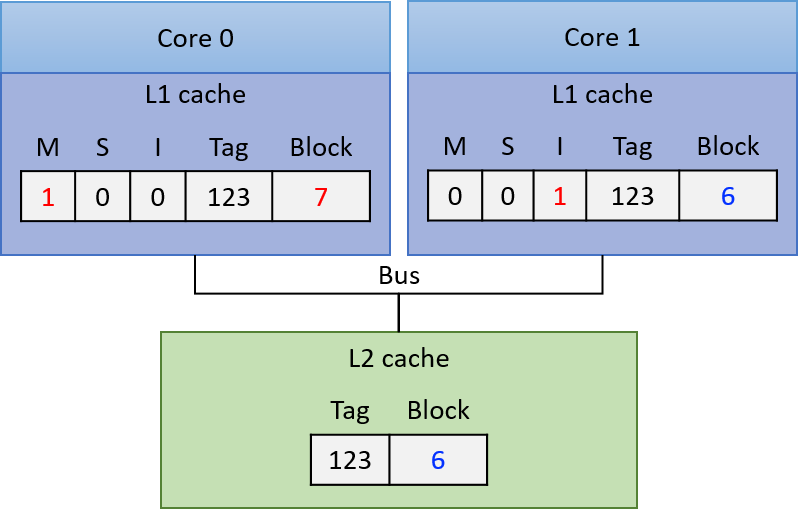 Core 0
L1 cache
M S I Tag Block
1 0 0 123 7
Core 1
L1 cache
M S I Tag Block
0 0 1 123 6
Bus
L2 cache
Tag Block
123 6